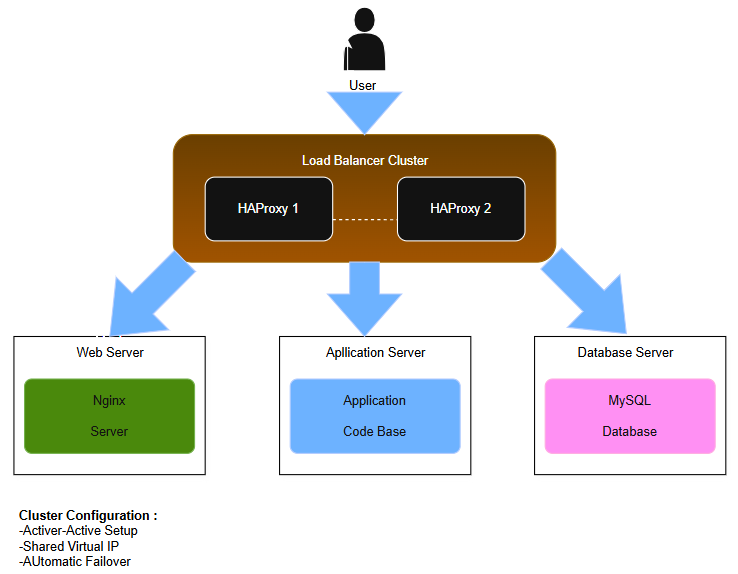 User
Load Balancer Cluster
HAProxy 1
HAProxy 2
Web Server
Apllication Server
Database Server
Nginx
Server
Application
Code Base
MySQL
Database
Cluster Configuration :
-Activer-Active Setup
-Shared Virtual IP
-AUtomatic Failover